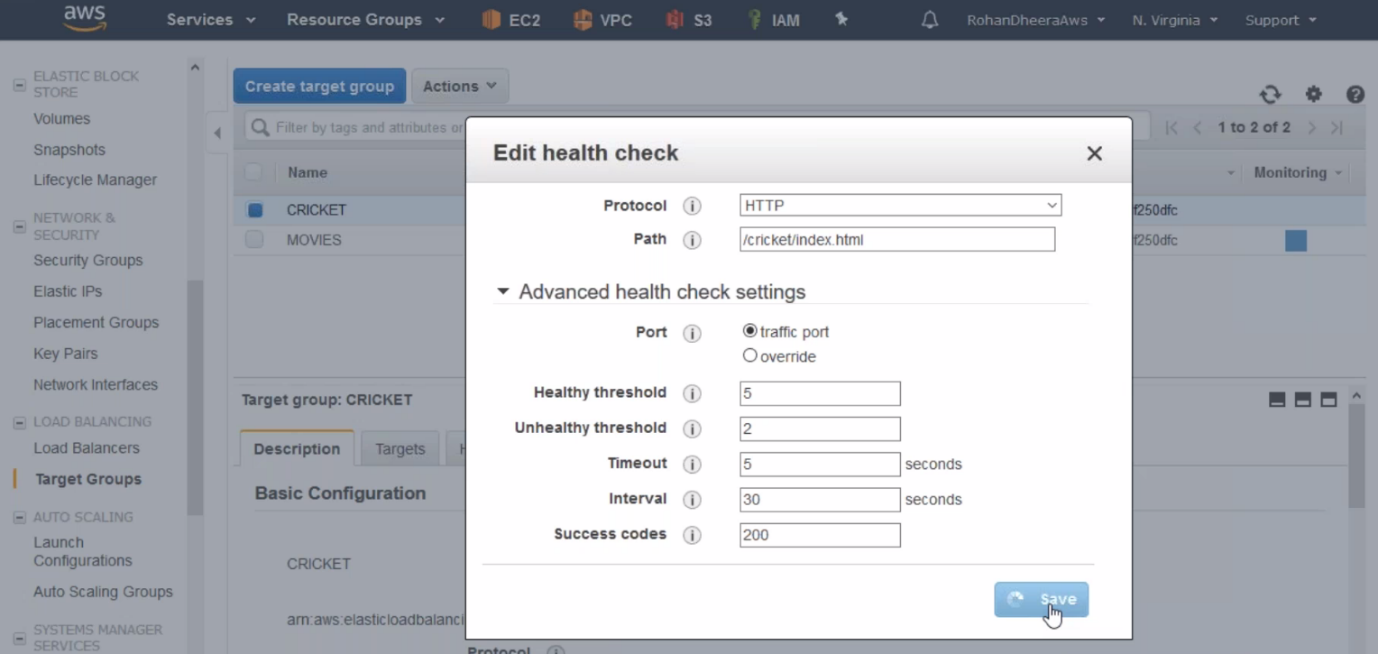 aws Services Resource Groups EC2 VPC S3 IAM RohanDheeraAws N. Virginia Support
ELASTIC BLOCK
STORE
Volumes
Snapshots
Lifecycle Manager
NETWORK &
SECURITY
Security Groups
Elastic IPs
Placement Groups
Key Pairs
Network Interfaces
LOAD BALANCING
Load Balancers
Target Groups
AUTO SCALING
Launch
Configurations
Auto Scaling Groups
SYSTEMS MANAGER
SERVICES
Create target group Actions
Filter by tags and attributes or
1 to 2 of 2
Name Monitoring
CRICKET f250dfc
MOVIES f250dfc
Edit health check
Protocol HTTP
Path /cricket/index.html
Advanced health check settings
Port traffic port
override
Healthy threshold 5
Unhealthy threshold 2
Timeout 5 seconds
Interval 30 seconds
Success codes 200
Save
Target group: CRICKET
Description Targets H
Basic Configuration
CRICKET
arn:aws:elasticloadbalanci
Protocol